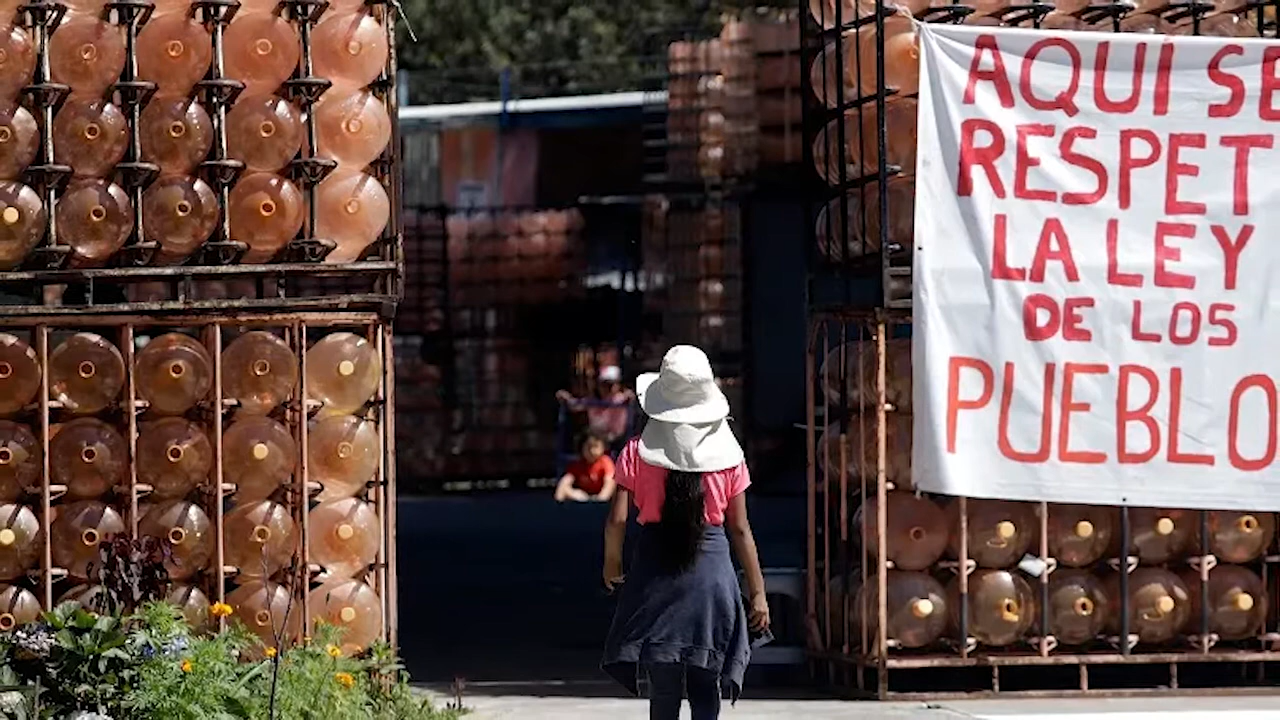 AQUI SE
RESPET
LA LEY
DE LOS
PUEBLO